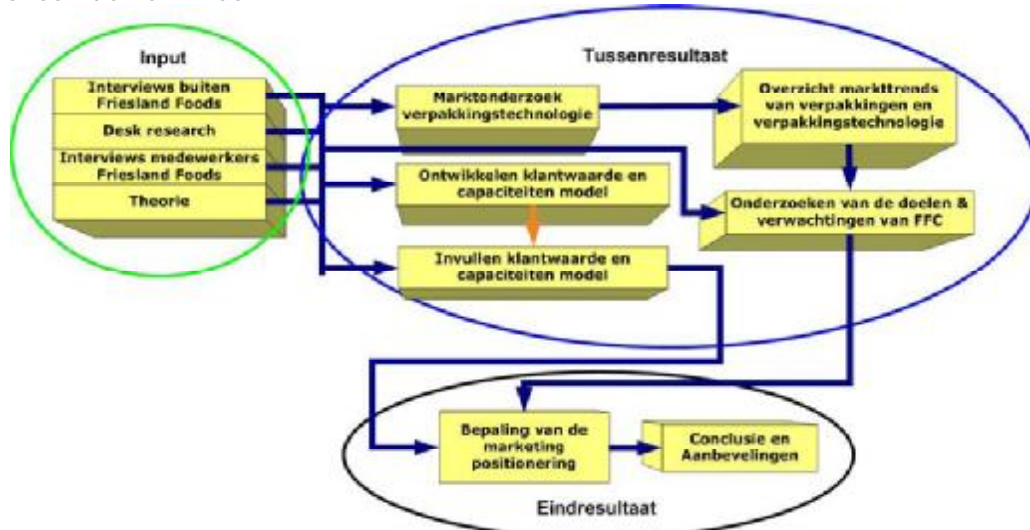 Input
Interviews buiten
Friesland Foods
Desk research
Interviews medewerkers
Friesland Foods
Theorie
Tussenresultaat
Marktonderzoek
verpakkingstechnologie
Overzicht markttrends
van verpakkingen en
verpakkingstechnologie
Ontwikkelen klantwaarde en
capaciteiten model
Onderzoeken van de doelen &
verwachtingen van FFC
Invullen klantwaarde en
capaciteiten model
Bepaling van de
marketing
positionering
Conclusie en
Aanbevelingen
Eindresultaat